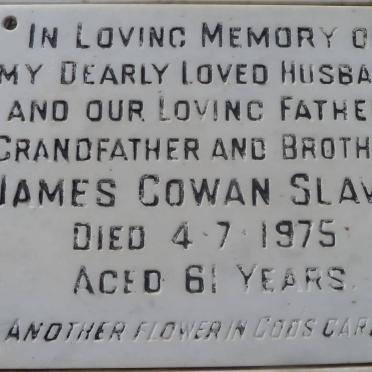 IN LOVING MEMORY O
MY DEARLY LOVED HUSBA
AND OUR LOVING FATHE
GRANDFATHER AND BROTH
JAMES COWAN SLAV
DIED 4·7·1975
AGED 61 YEARS.
ANOTHER FLOWER IN GODS GARD